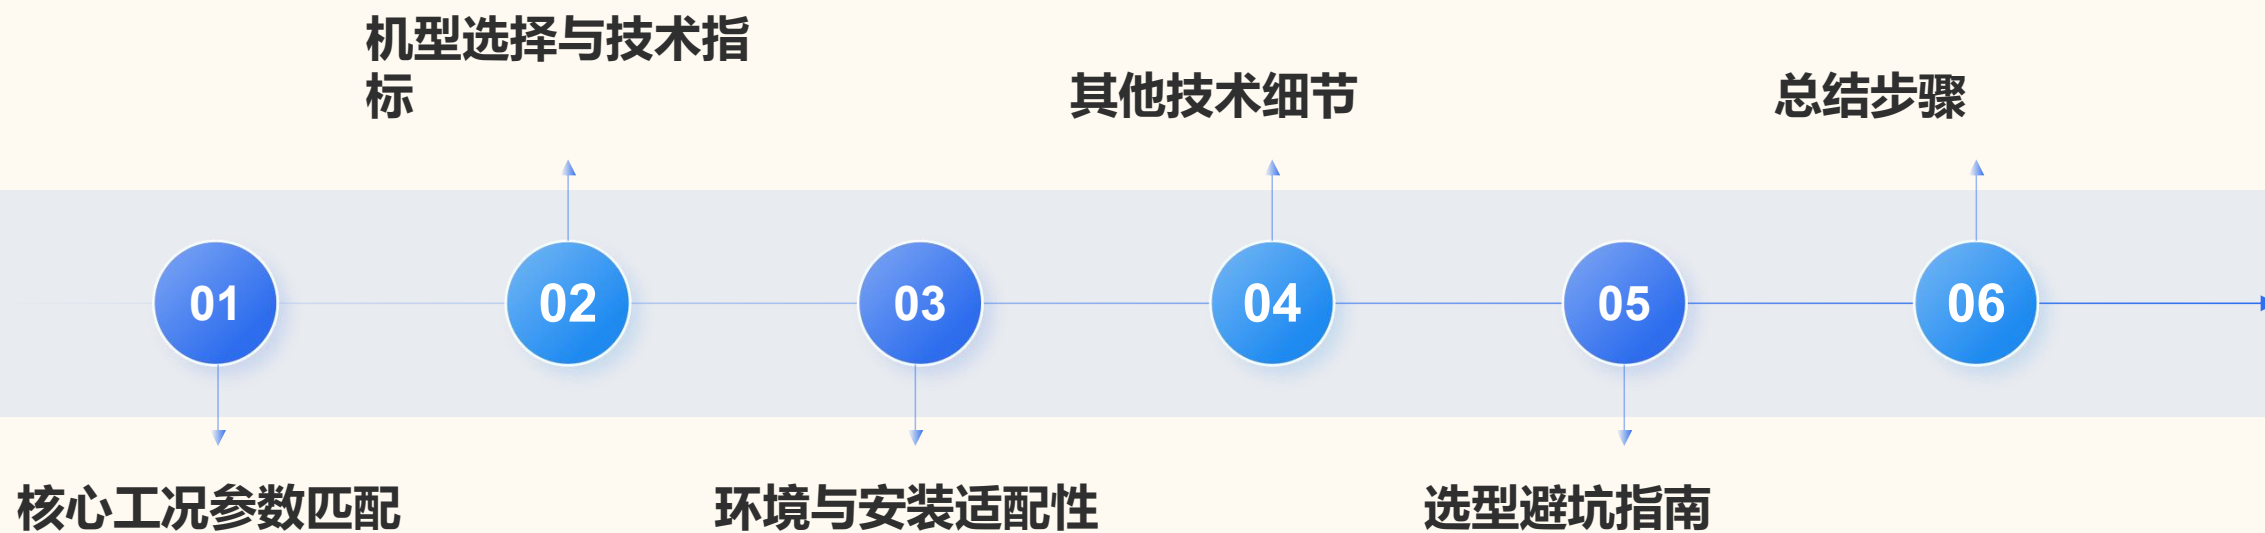 机型选择与技术指
标
其他技术细节
总结步骤
01
02
03
04
05
06
核心工况参数匹配
环境与安装适配性
选型避坑指南